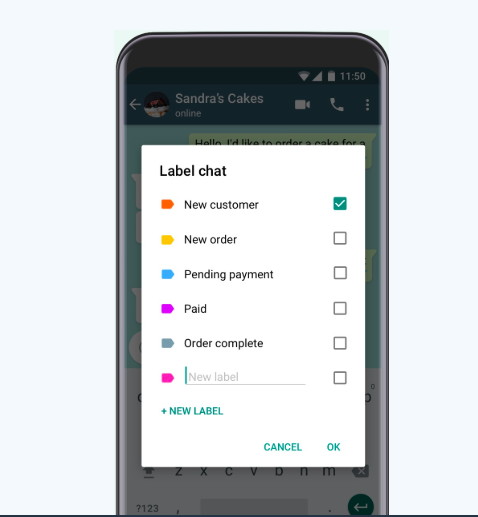 11:50
Sandra's Cakes
online
Hello, I'd like to order a cake for a
Label chat
New customer
New order
Pending payment
Paid
Order complete
New label
+ NEW LABEL
CANCEL
OK
z x c v b n m
?123 , .